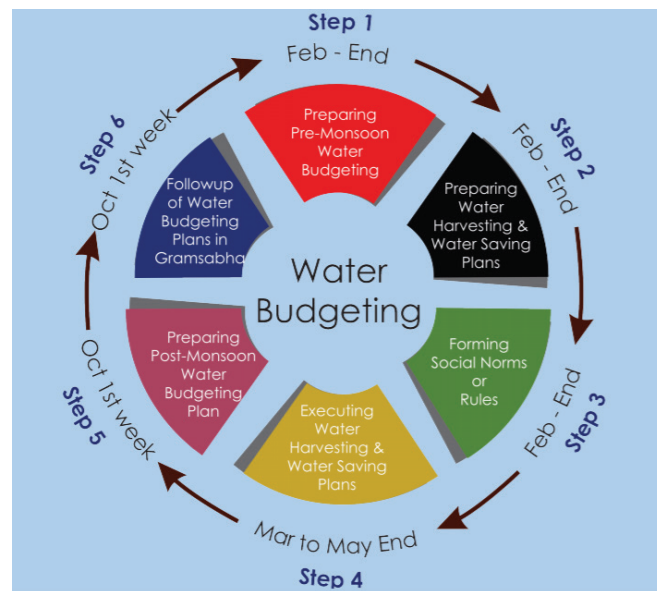 Step 1
Feb - End
Preparing
Pre-Monsoon
Water
Budgeting
Step 2
Feb - End
Preparing
Water
Harvesting &
Water Saving
Plans
Step 3
Feb - End
Forming
Social Norms
or
Rules
Step 4
Mar to May End
Executing
Water
Harvesting &
Water Saving
Plans
Step 5
Oct 1st week
Preparing
Post-Monsoon
Water
Budgeting
Plan
Step 6
Oct 1st week
Followup
of Water
Budgeting
Plans in
Gramsabha
Water
Budgeting